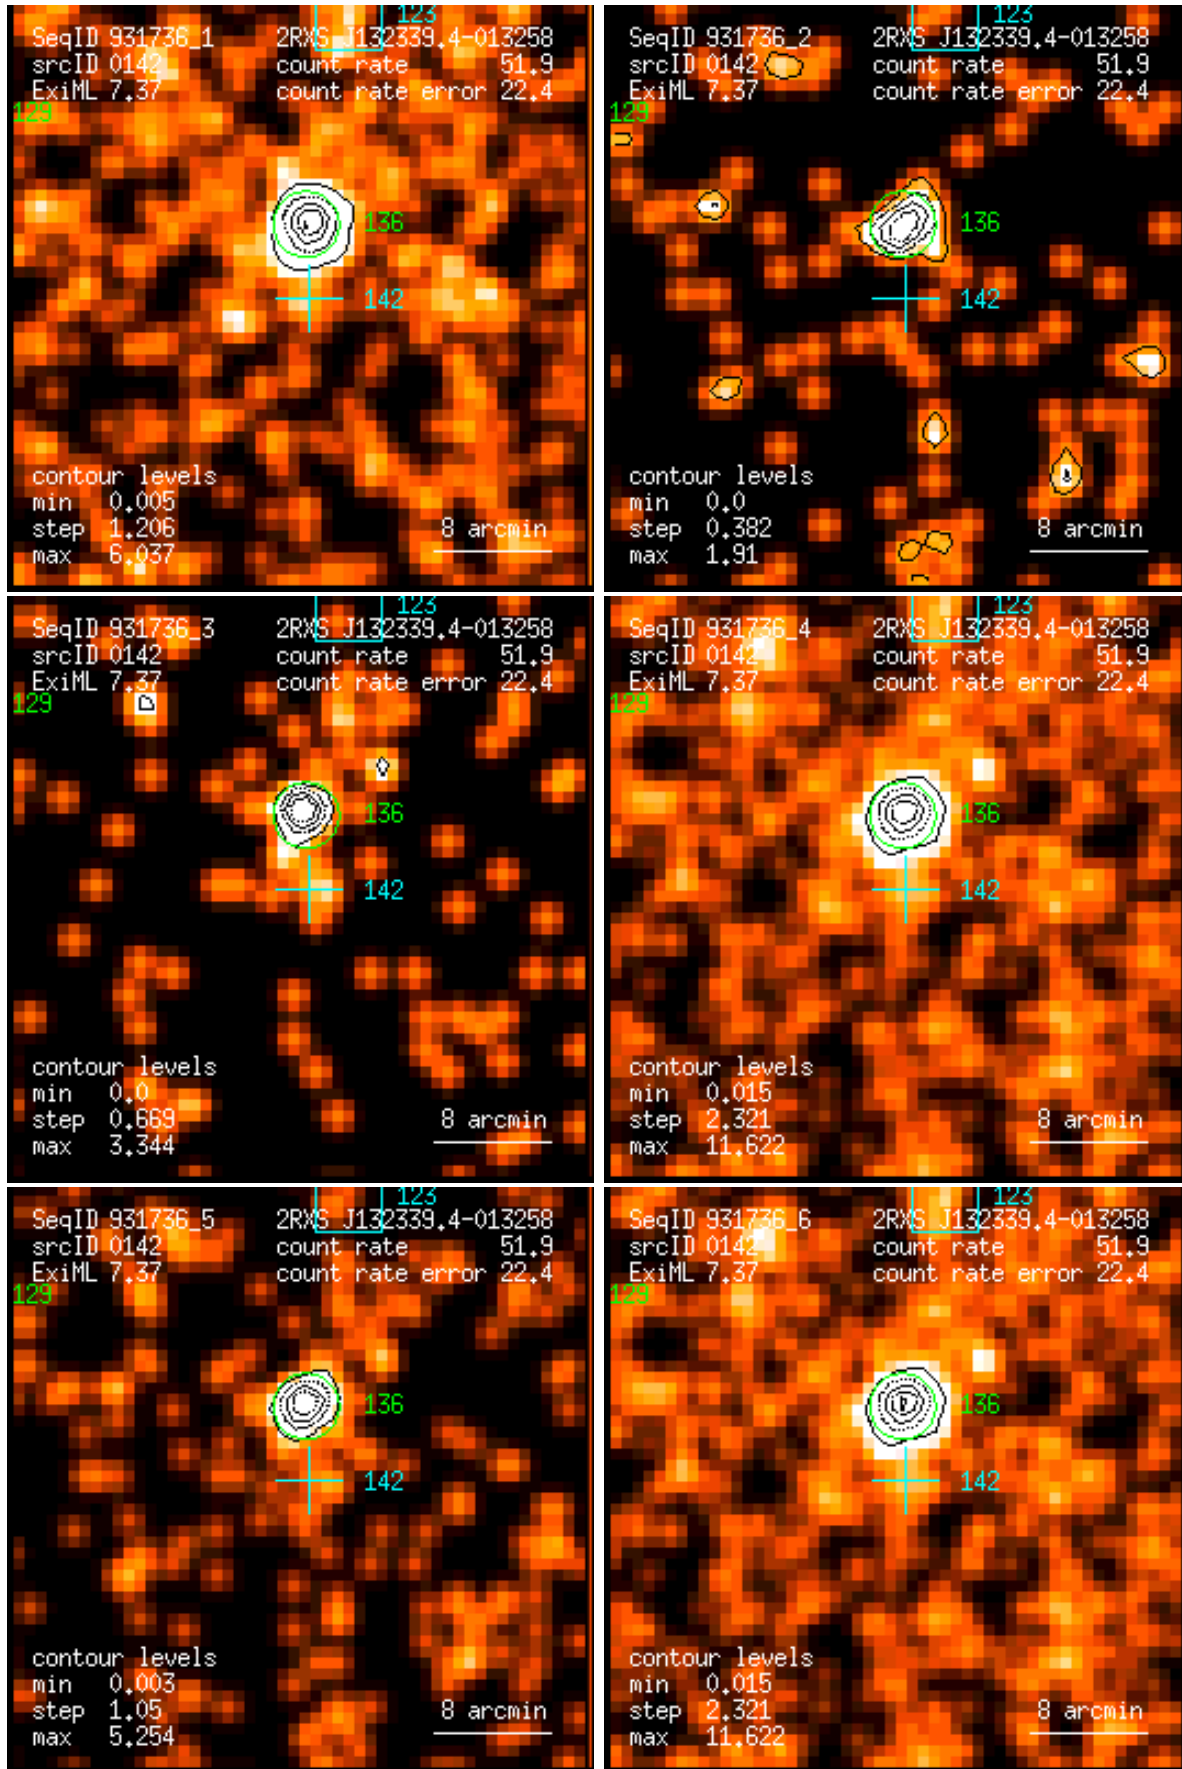 123
SeqID 931736_1 2RXS J132339.4-013258
srcID 0142 count rate 51.9
ExiML 7.37 count rate error 22.4
129
136
142
contour levels
min 0.005
step 1.206 8 arcmin
max 6.037
123
SeqID 931736_2 2RXS J132339.4-013258
srcID 0142 count rate 51.9
ExiML 7.37 count rate error 22.4
129
136
142
contour levels
min 0.0
step 0.382 8 arcmin
max 1.91
123
SeqID 931736_3 2RXS J132339.4-013258
srcID 0142 count rate 51.9
ExiML 7.37 count rate error 22.4
129
136
142
contour levels
min 0.0
step 0.669 8 arcmin
max 3.344
123
SeqID 931736_4 2RXS J132339.4-013258
srcID 0142 count rate 51.9
ExiML 7.37 count rate error 22.4
129
136
142
contour levels
min 0.015
step 2.321 8 arcmin
max 11.622
123
SeqID 931736_5 2RXS J132339.4-013258
srcID 0142 count rate 51.9
ExiML 7.37 count rate error 22.4
129
136
142
contour levels
min 0.003
step 1.05 8 arcmin
max 5.254
123
SeqID 931736_6 2RXS J132339.4-013258
srcID 0142 count rate 51.9
ExiML 7.37 count rate error 22.4
129
136
142
contour levels
min 0.015
step 2.321 8 arcmin
max 11.622